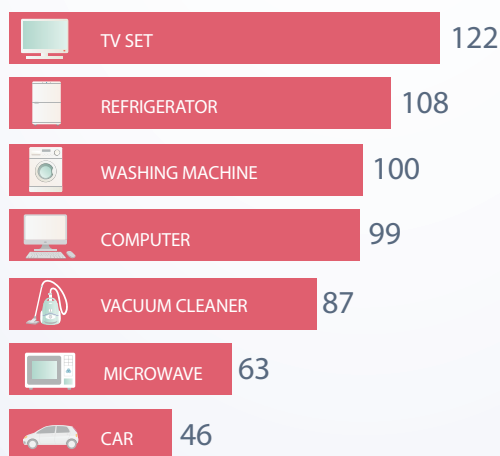 TV SET 122
REFRIGERATOR 108
WASHING MACHINE 100
COMPUTER 99
VACUUM CLEANER 87
MICROWAVE 63
CAR 46